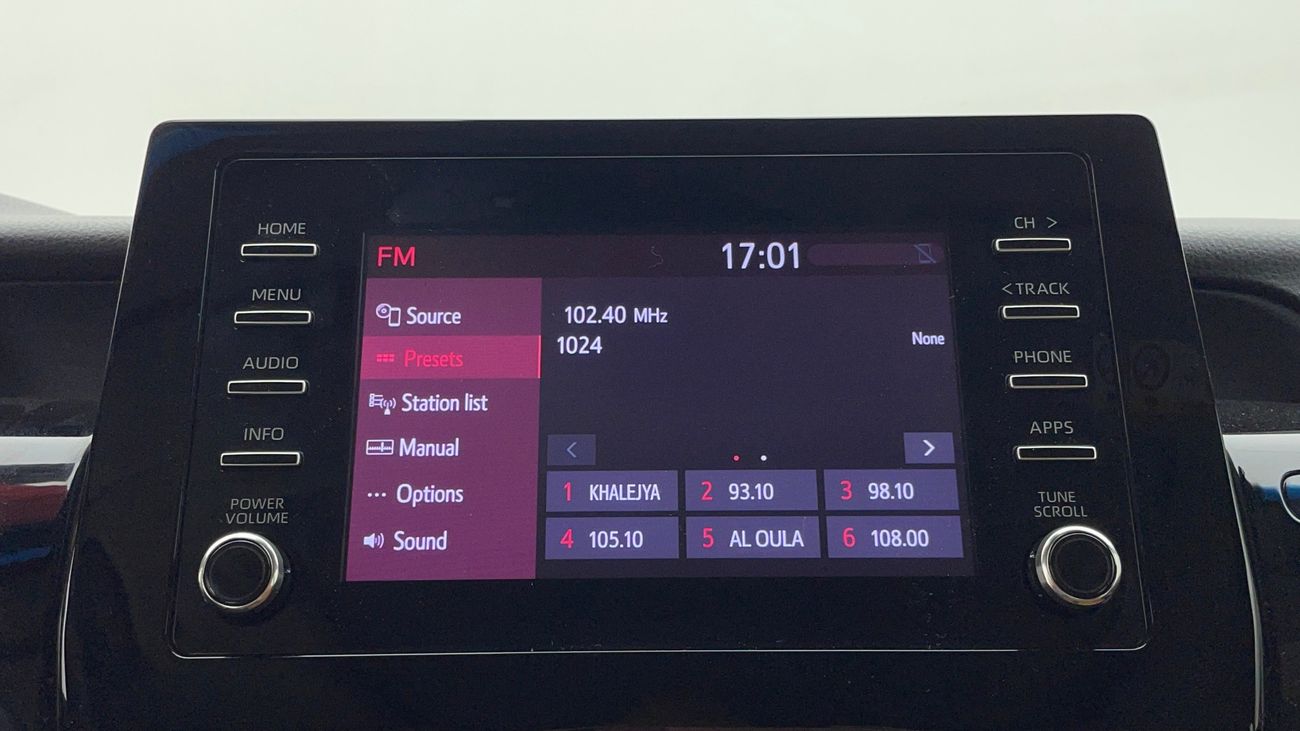 HOME
MENU
AUDIO
INFO
POWER
VOLUME
FM
17:01
Source
Presets
Station list
Manual
Options
Sound
102.40 MHz
1024
None
<
>
1 KHALEJYA
2 93.10
3 98.10
4 105.10
5 AL OULA
6 108.00
CH >
< TRACK
PHONE
APPS
TUNE
SCROLL